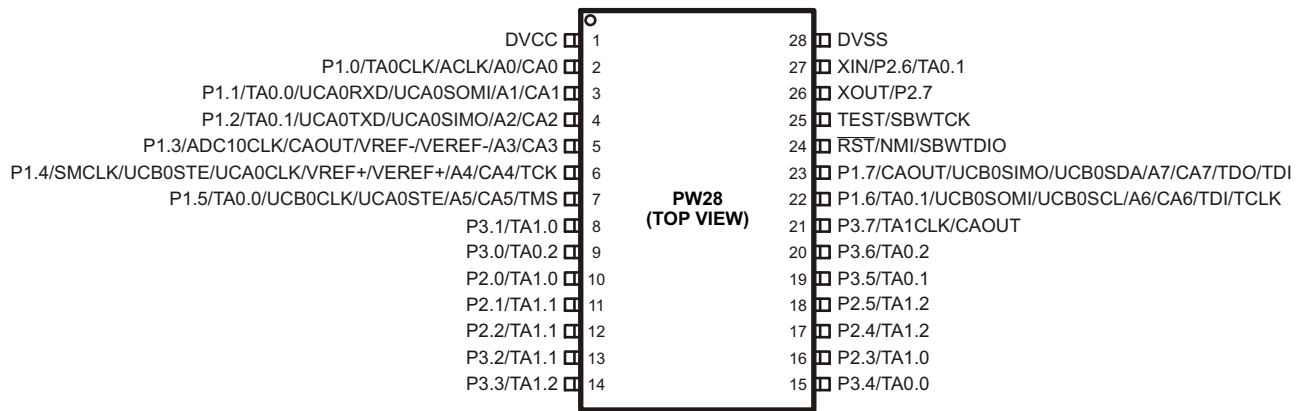 DVCC 1 28 DVSS
P1.0/TA0CLK/ACLK/A0/CA0 2 27 XIN/P2.6/TA0.1
P1.1/TA0.0/UCA0RXD/UCA0SOMI/A1/CA1 3 26 XOUT/P2.7
P1.2/TA0.1/UCA0TXD/UCA0SIMO/A2/CA2 4 25 TEST/SBWTCK
P1.3/ADC10CLK/CAOUT/VREF-/VEREF-/A3/CA3 5 24 RST/NMI/SBWTDIO
P1.4/SMCLK/UCB0STE/UCA0CLK/VREF+/VEREF+/A4/CA4/TCK 6 23 P1.7/CAOUT/UCB0SIMO/UCB0SDA/A7/CA7/TDO/TDI
P1.5/TA0.0/UCB0CLK/UCA0STE/A5/CA5/TMS 7 PW28 22 P1.6/TA0.1/UCB0SOMI/UCB0SCL/A6/CA6/TDI/TCLK
P3.1/TA1.0 8 (TOP VIEW) 21 P3.7/TA1CLK/CAOUT
P3.0/TA0.2 9 20 P3.6/TA0.2
P2.0/TA1.0 10 19 P3.5/TA0.1
P2.1/TA1.1 11 18 P2.5/TA1.2
P2.2/TA1.1 12 17 P2.4/TA1.2
P3.2/TA1.1 13 16 P2.3/TA1.0
P3.3/TA1.2 14 15 P3.4/TA0.0